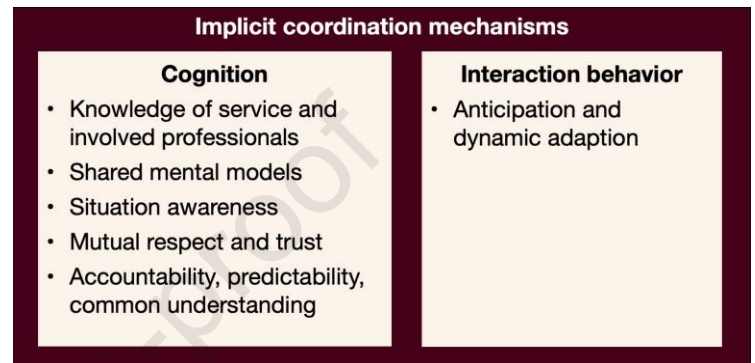 Implicit coordination mechanisms
Cognition
• Knowledge of service and
involved professionals
• Shared mental models
• Situation awareness
• Mutual respect and trust
• Accountability, predictability,
common understanding
Interaction behavior
• Anticipation and
dynamic adaption
-proof